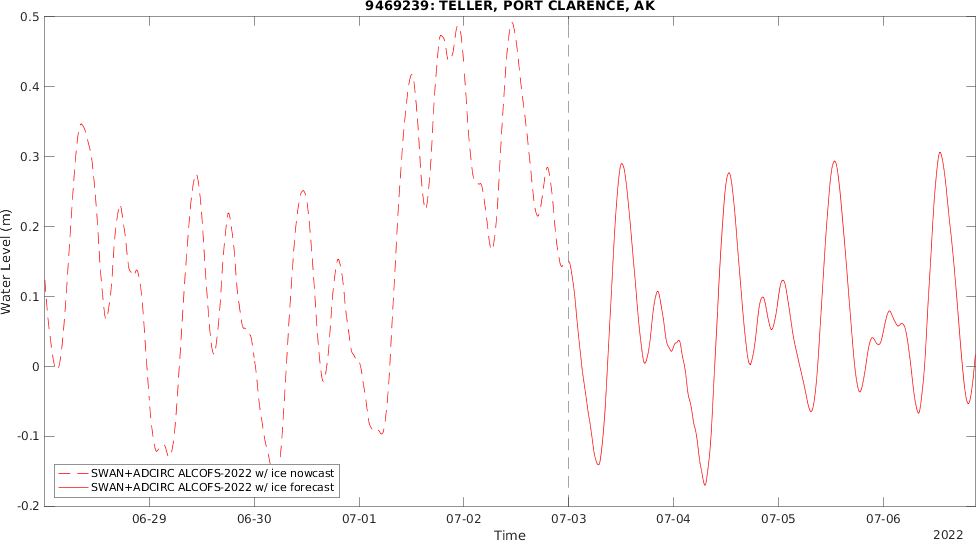 9469239: TELLER, PORT CLARENCE, AK
0.5
0.4
0.3
0.2
0.1
0
-0.1
-0.2
Water Level (m)
SWAN+ADCIRC ALCOFS-2022 w/ ice nowcast
SWAN+ADCIRC ALCOFS-2022 w/ ice forecast
06-29 06-30 07-01 07-02 07-03 07-04 07-05 07-06
Time
2022